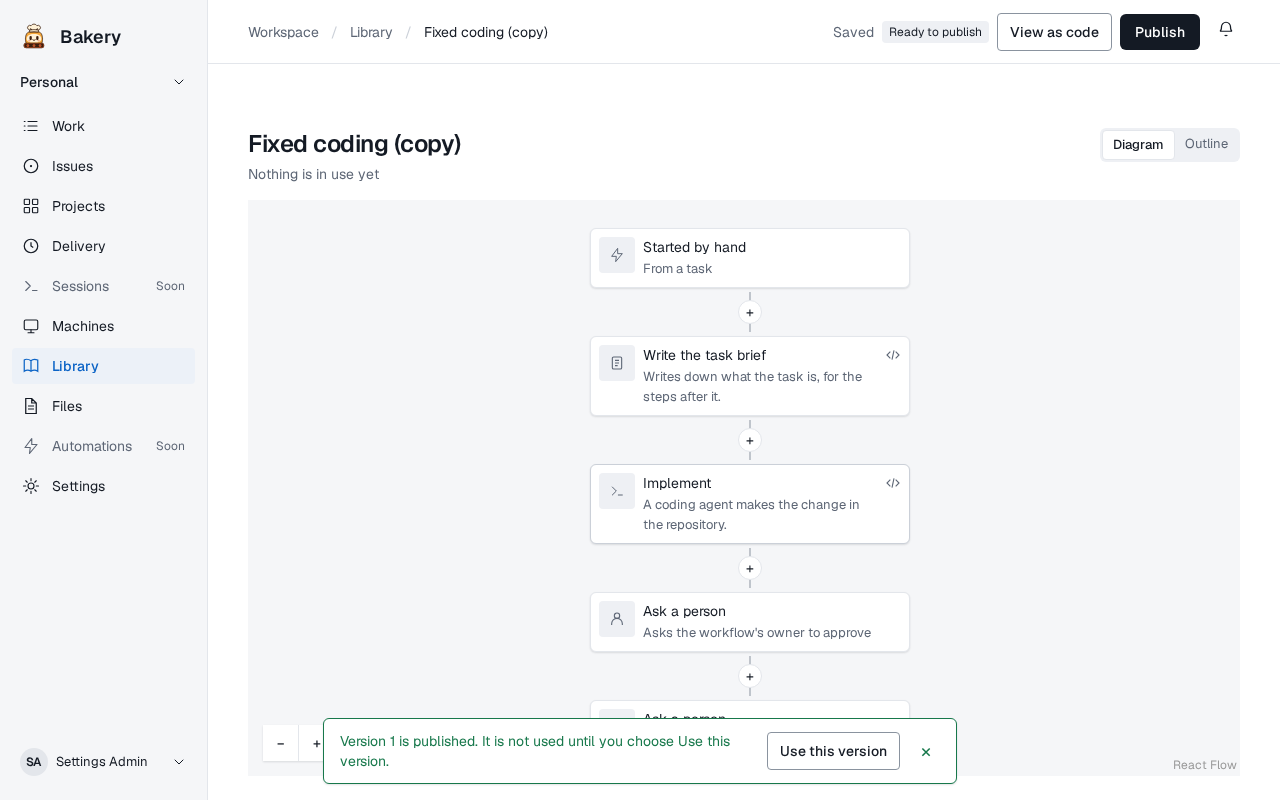 Bakery
Personal
Work
Issues
Projects
Delivery
Sessions Soon
Machines
Library
Files
Automations Soon
Settings
SA Settings Admin
Workspace / Library / Fixed coding (copy)
Saved Ready to publish View as code Publish
Fixed coding (copy)
Nothing is in use yet
Diagram Outline
Started by hand
From a task
+
Write the task brief
Writes down what the task is, for the
steps after it.
+
Implement
A coding agent makes the change in
the repository.
+
Ask a person
Asks the workflow's owner to approve
+
Ask a person
− +
Version 1 is published. It is not used until you choose Use this
version.
Use this version ×
React Flow